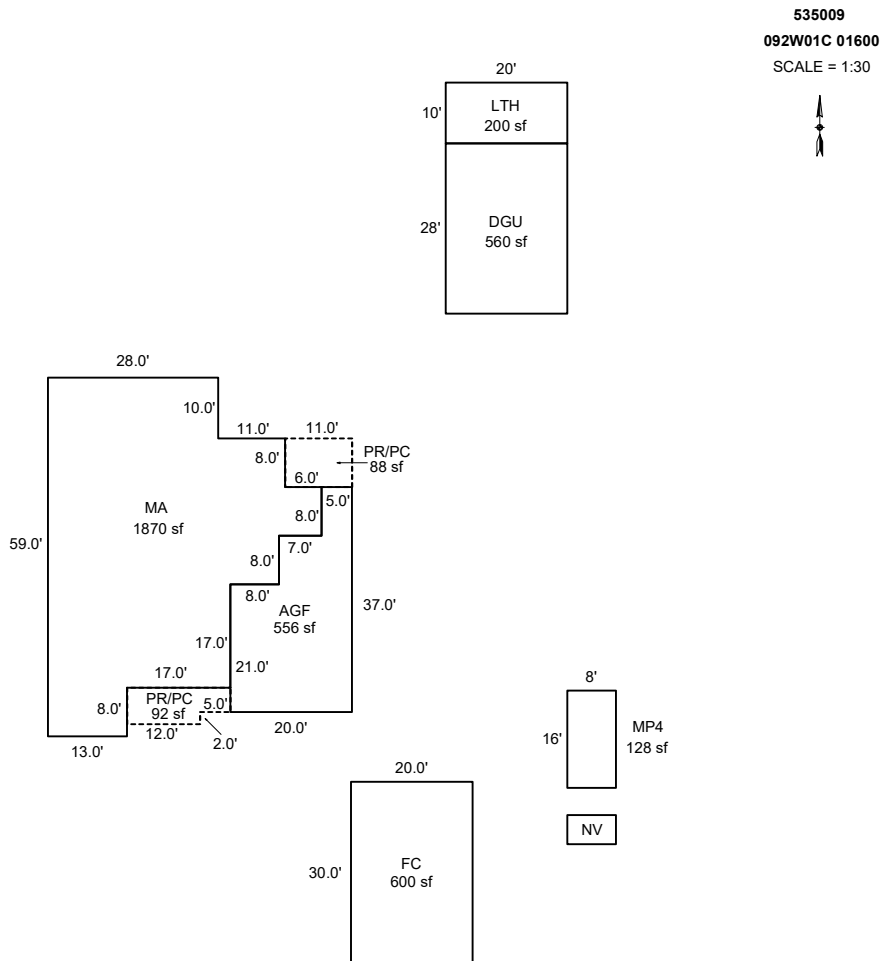 535009
092W01C 01600
SCALE = 1:30
20'
10'
LTH
200 sf
28'
DGU
560 sf
28.0'
10.0'
11.0'
11.0'
8.0'
PR/PC
88 sf
6.0'
5.0'
MA
1870 sf
8.0'
7.0'
59.0'
8.0'
8.0'
AGF
556 sf
37.0'
17.0'
17.0'
21.0'
8.0'
PR/PC
92 sf
5.0'
12.0'
2.0'
20.0'
13.0'
8'
16'
MP4
128 sf
NV
20.0'
30.0'
FC
600 sf